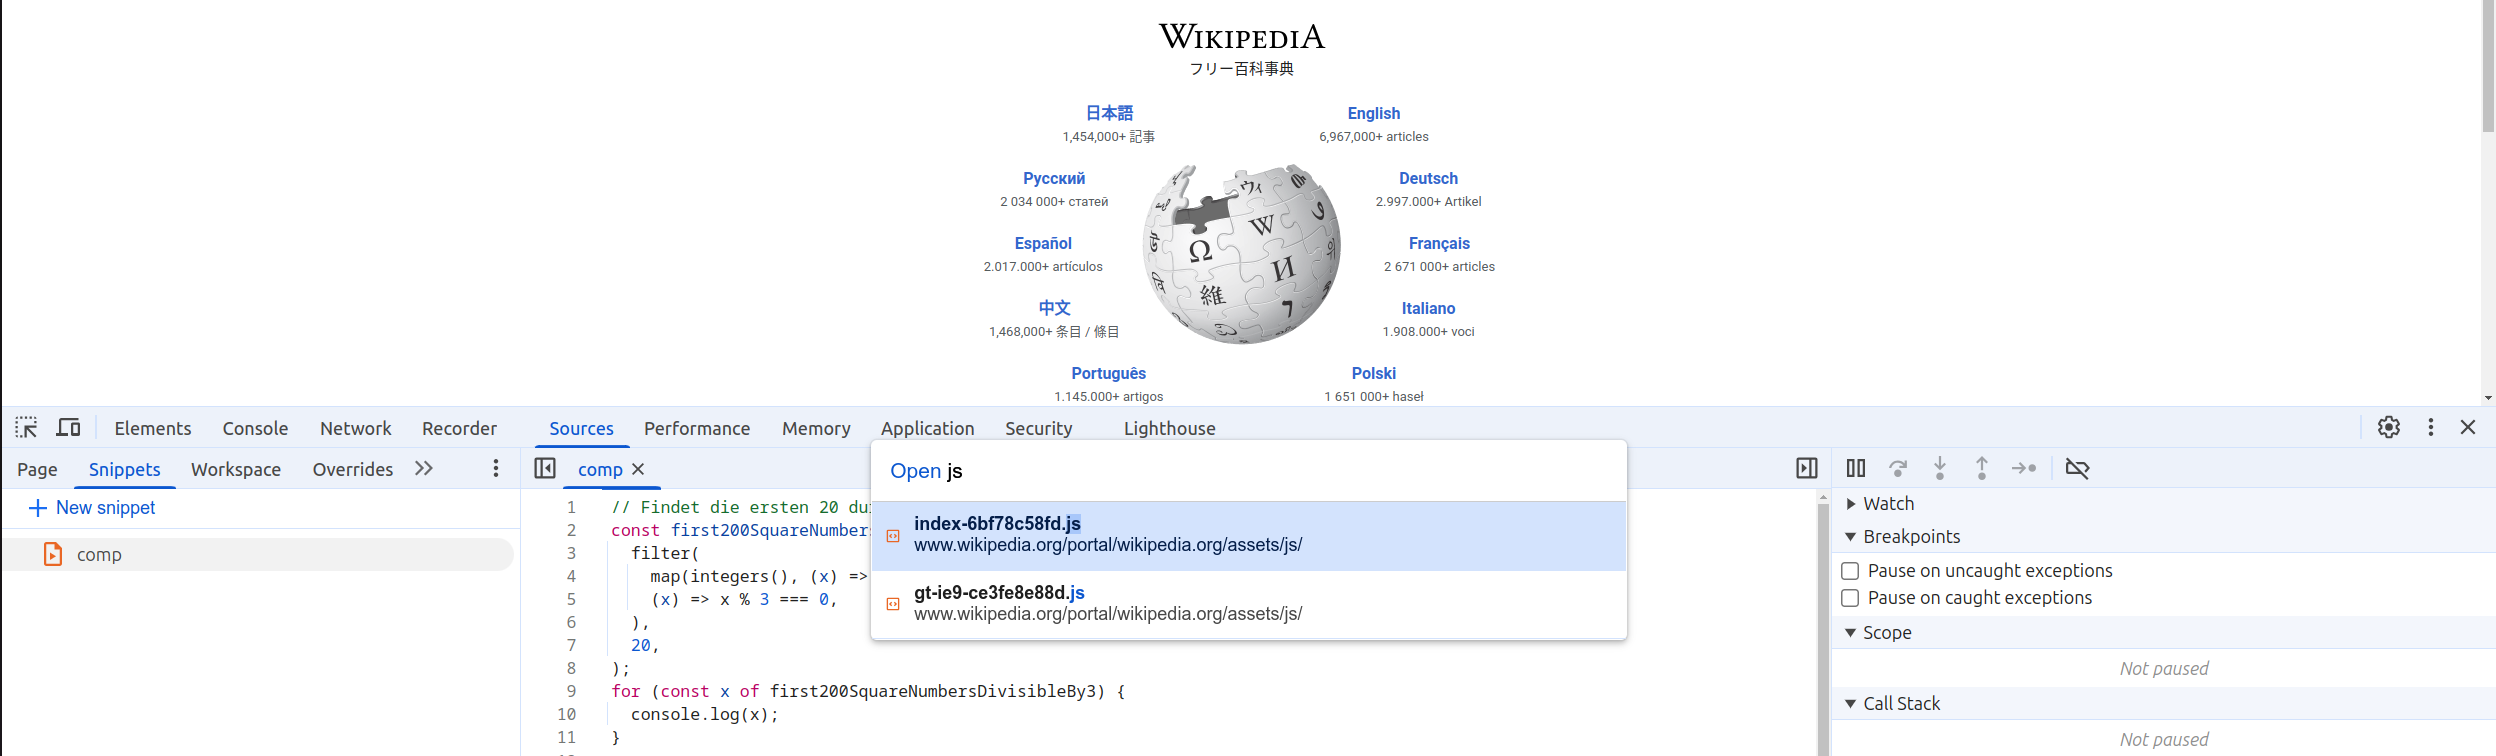 WIKIPEDIA
フリー百科事典
日本語
1,454,000+ 記事
English
6,967,000+ articles
Русский
2 034 000+ статей
Deutsch
2.997.000+ Artikel
Español
2.017.000+ artículos
Français
2 671 000+ articles
中文
1,468,000+ 条目 / 條目
Italiano
1.908.000+ voci
Português
1.145.000+ artigos
Polski
1 651 000+ haseł
Ω
W
ウィ
И
維
Elements Console Network Recorder Sources Performance Memory Application Security Lighthouse
Page Snippets Workspace Overrides
comp
New snippet
comp
Open js
index-6bf78c58fd.js
www.wikipedia.org/portal/wikipedia.org/assets/js/
gt-ie9-ce3fe8e88d.js
www.wikipedia.org/portal/wikipedia.org/assets/js/
1 // Findet die ersten 20
2 const first200SquareNumbers
3 filter(
4 map(integers(), (x) =>
5 (x) => x % 3 === 0,
6 ),
7 20,
8 );
9 for (const x of first200SquareNumbersDivisibleBy3) {
10 console.log(x);
11 }
Watch
Breakpoints
Pause on uncaught exceptions
Pause on caught exceptions
Scope
Not paused
Call Stack
Not paused